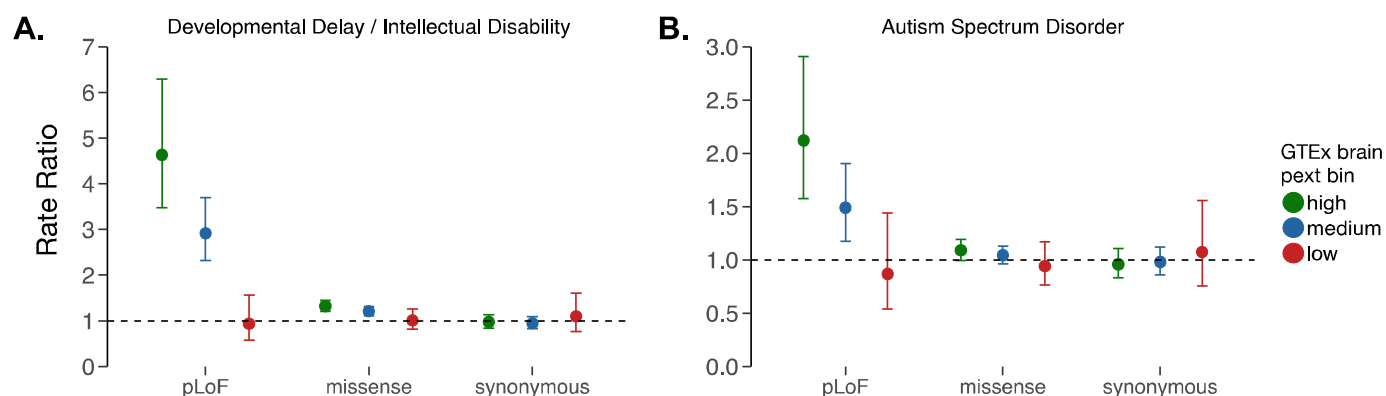 A.
Developmental Delay / Intellectual Disability
7
6
5
4
3
2
1
0
Rate Ratio
pLoF
missense
synonymous
B.
Autism Spectrum Disorder
3.0
2.5
2.0
1.5
1.0
0.5
0.0
pLoF
missense
synonymous
GTEx brain
pext bin
high
medium
low